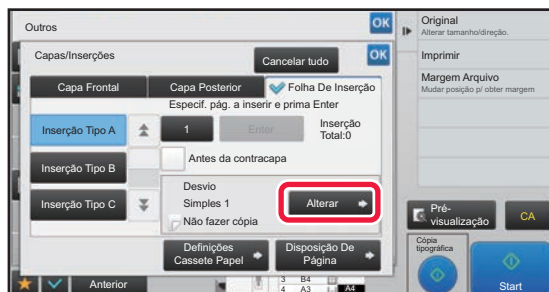 Outros
OK
Capas/Inserções
Cancelar tudo
OK
Capa Frontal
Capa Posterior
Folha De Inserção
Especif. pág. a inserir e prima Enter
Inserção Tipo A
1
Enter
Inserção
Total:0
Inserção Tipo B
Antes da contracapa
Inserção Tipo C
Desvio
Simples 1
Alterar
Não fazer cópia
Definições
Cassete Papel
Disposição De
Página
Anterior
3 B4
4 A3
A4
Original
Alterar tamanho/direção.
Imprimir
Margem Arquivo
Mudar posição p/ obter margem
Pré-
visualização
CA
Cópia
tipográfica
Start